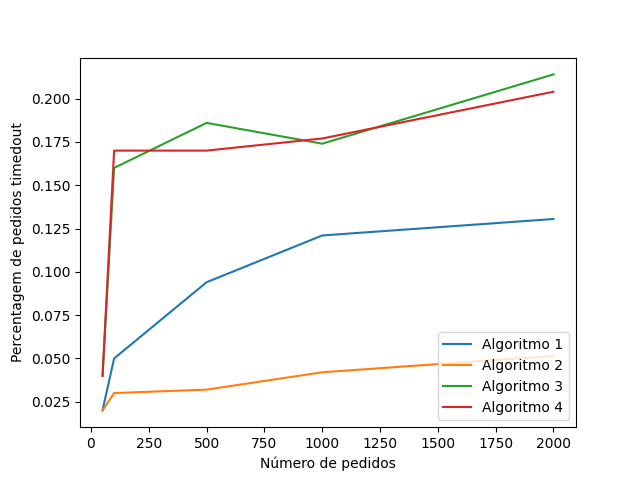 0.200
0.175
0.150
0.125
0.100
0.075
0.050
0.025
Percentagem de pedidos timedout
Algoritmo 1
Algoritmo 2
Algoritmo 3
Algoritmo 4
0 250 500 750 1000 1250 1500 1750 2000
Número de pedidos